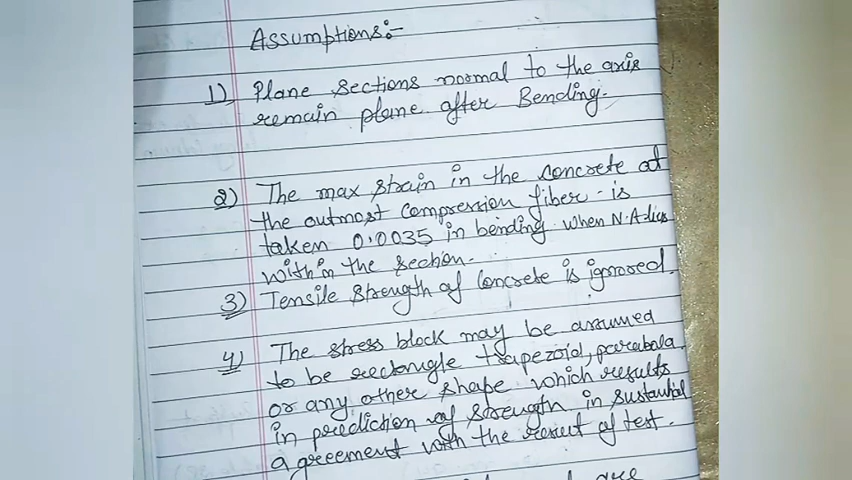 Assumptions:-
1) Plane sections normal to the axis
remain plane after Bending.
2) The max strain in the concrete at
the outmost compression fiber is
taken 0.0035 in bending when N.A lies
within the section.
3) Tensile strength of concrete is ignored.
4) The stress block may be assumed
to be rectangle trapezoid, parabola
or any other shape which results
in prediction of strength in sustantial
agreement with the result of test.